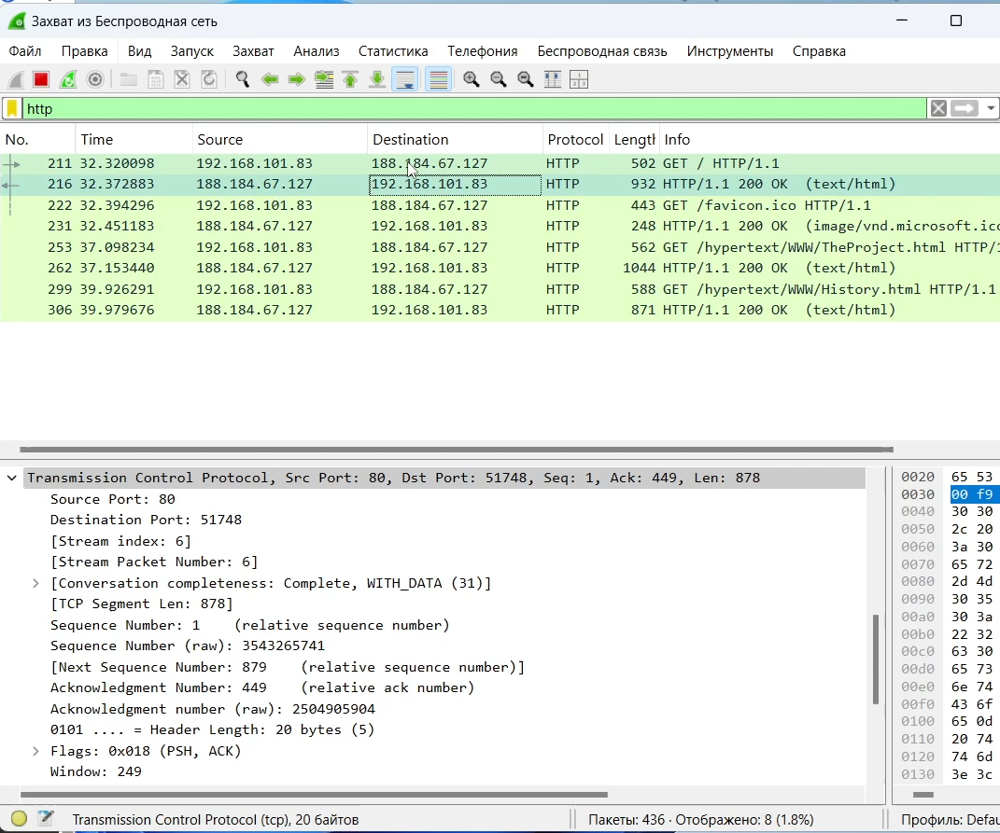 Захват из Беспроводная сеть
Файл Правка Вид Запуск Захват Анализ Статистика Телефония Беспроводная связь Инструменты Справка
http
No. Time Source Destination Protocol Lengtl Info
211 32.320098 192.168.101.83 188.184.67.127 HTTP 502 GET / HTTP/1.1
216 32.372883 188.184.67.127 192.168.101.83 HTTP 932 HTTP/1.1 200 OK (text/html)
222 32.394296 192.168.101.83 188.184.67.127 HTTP 443 GET /favicon.ico HTTP/1.1
231 32.451183 188.184.67.127 192.168.101.83 HTTP 248 HTTP/1.1 200 OK (image/vnd.microsoft.ico
253 37.098234 192.168.101.83 188.184.67.127 HTTP 562 GET /hypertext/WWW/TheProject.html HTTP/1
262 37.153440 188.184.67.127 192.168.101.83 HTTP 1044 HTTP/1.1 200 OK (text/html)
299 39.926291 192.168.101.83 188.184.67.127 HTTP 588 GET /hypertext/WWW/History.html HTTP/1.1
306 39.979676 188.184.67.127 192.168.101.83 HTTP 871 HTTP/1.1 200 OK (text/html)
Transmission Control Protocol, Src Port: 80, Dst Port: 51748, Seq: 1, Ack: 449, Len: 878
Source Port: 80
Destination Port: 51748
[Stream index: 6]
[Stream Packet Number: 6]
[Conversation completeness: Complete, WITH_DATA (31)]
[TCP Segment Len: 878]
Sequence Number: 1 (relative sequence number)
Sequence Number (raw): 3543265741
[Next Sequence Number: 879 (relative sequence number)]
Acknowledgment Number: 449 (relative ack number)
Acknowledgment number (raw): 2504905904
0101 .... = Header Length: 20 bytes (5)
Flags: 0x018 (PSH, ACK)
Window: 249
0020 65 53
0030 00 f9
0040 30 30
0050 2c 20
0060 3a 30
0070 65 72
0080 2d 4d
0090 30 35
00a0 30 3a
00b0 22 32
00c0 63 30
00d0 65 73
00e0 6e 74
00f0 43 6f
0100 65 0d
0110 20 74
0120 74 6d
0130 3e 3c
Transmission Control Protocol (tcp), 20 байтов
Пакеты: 436 · Отображено: 8 (1.8%)
Профиль: Defau